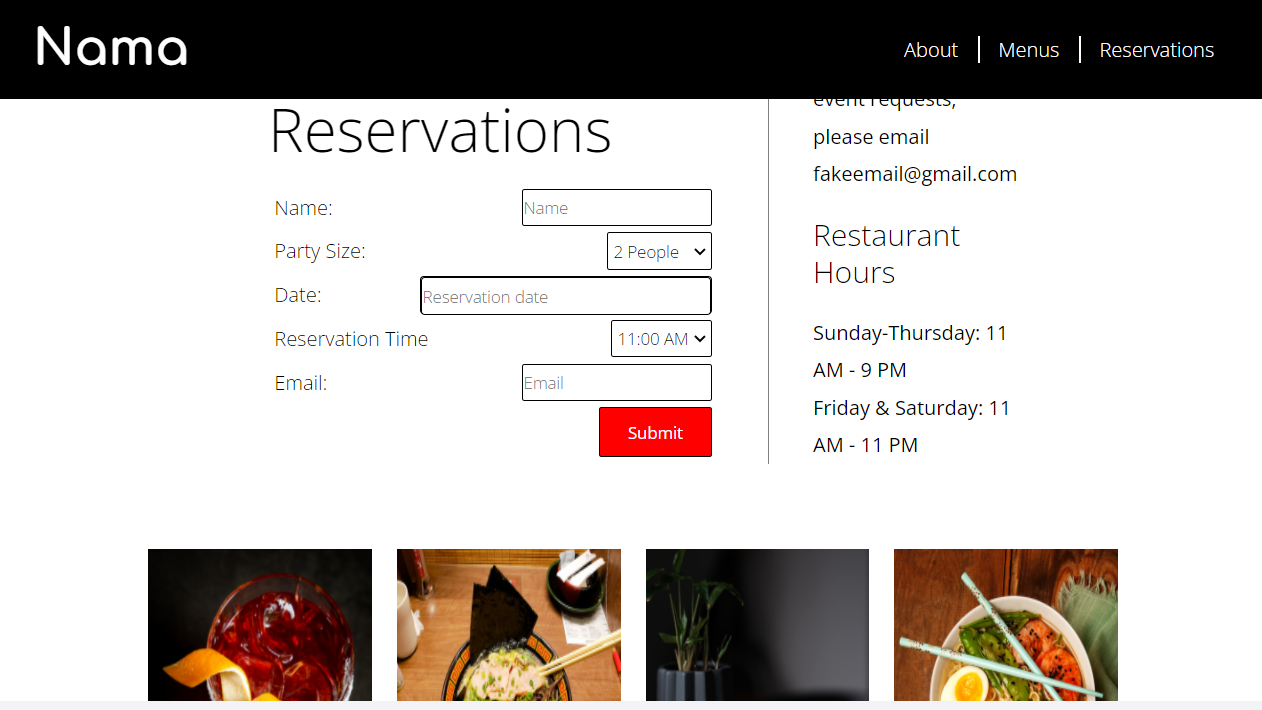 Nama
About
Menus
Reservations
Reservations
Name:
Name
Party Size:
2 People
Date:
Reservation date
Reservation Time
11:00 AM
Email:
Email
Submit
event requests,
please email
fakeemail@gmail.com
Restaurant
Hours
Sunday-Thursday: 11
AM - 9 PM
Friday & Saturday: 11
AM - 11 PM